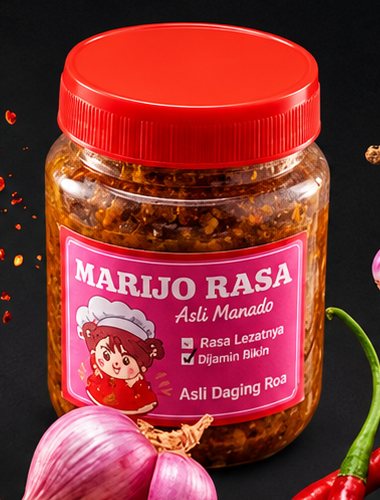 MARIJO RASA
Asli Manado
Rasa Lezatnya
Dijamin Bikin
Asli Daging Roa